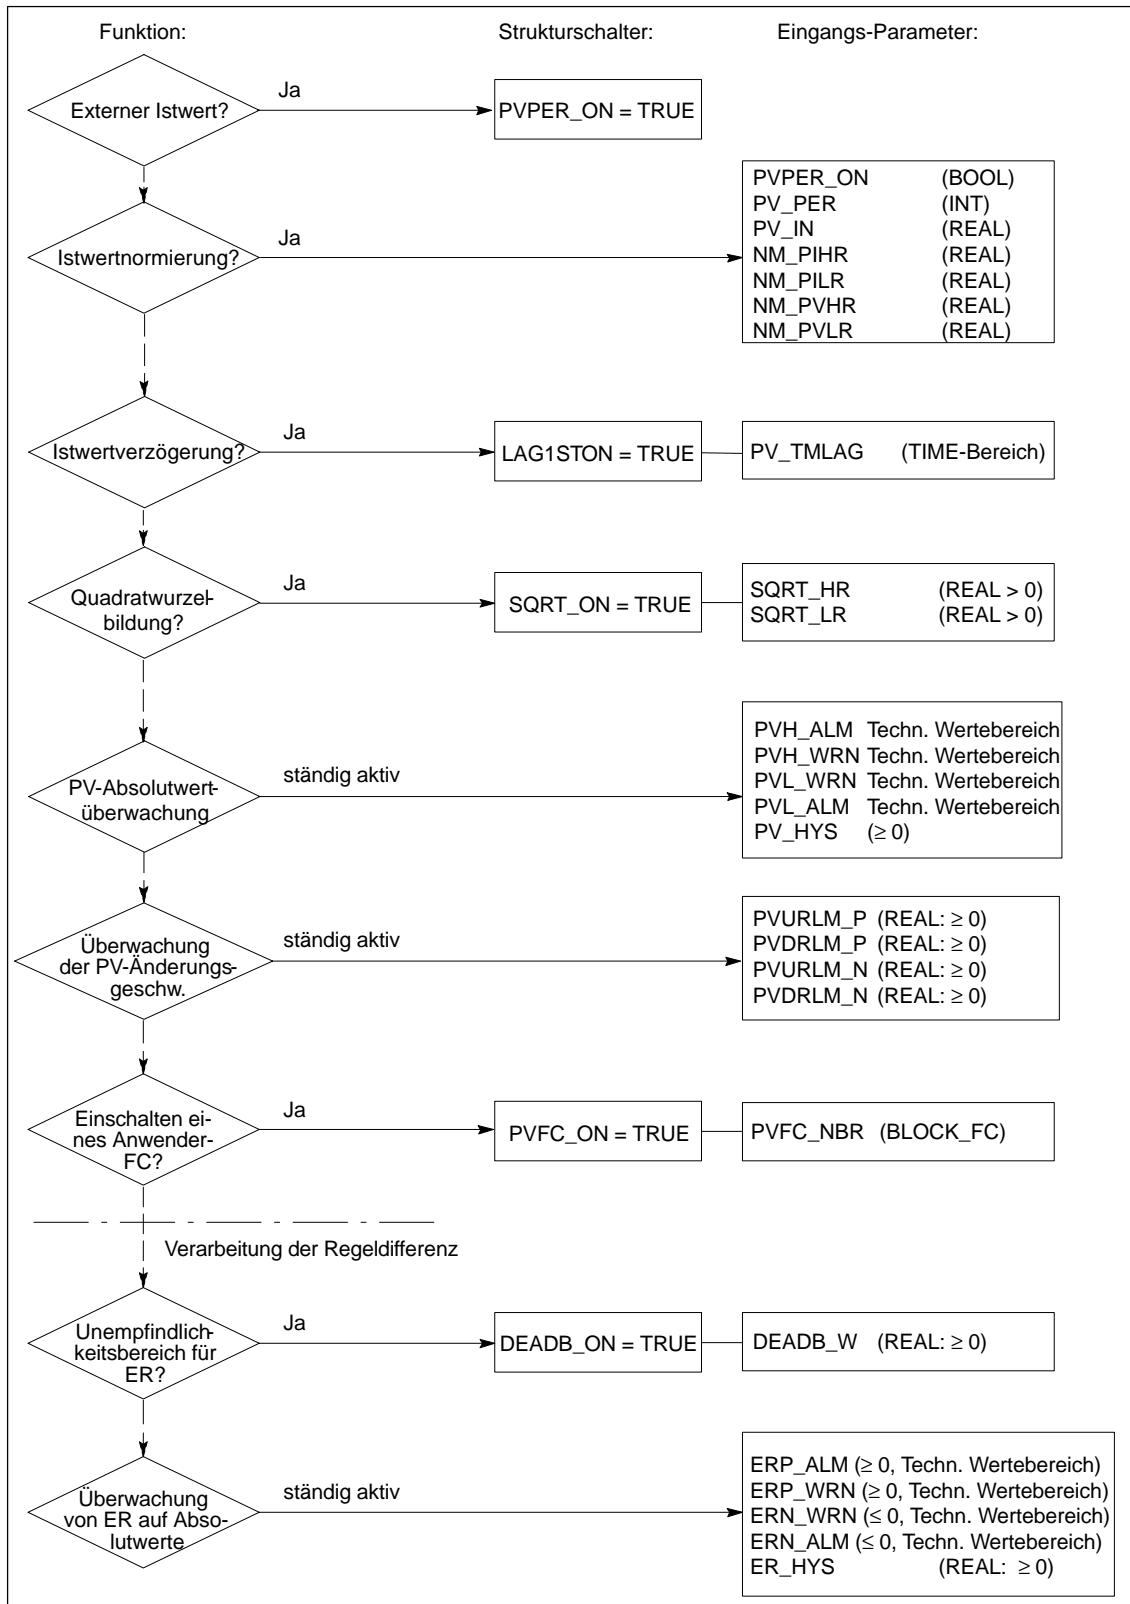 Funktion:
Strukturschalter:
Eingangs-Parameter:
Externer Istwert?
Ja
PVPER_ON = TRUE
Istwertnormierung?
Ja
PVPER_ON (BOOL)
PV_PER (INT)
PV_IN (REAL)
NM_PIHR (REAL)
NM_PILR (REAL)
NM_PVHR (REAL)
NM_PVLR (REAL)
Istwertverzögerung?
Ja
LAG1STON = TRUE
PV_TMLAG (TIME-Bereich)
Quadratwurzel-
bildung?
Ja
SQRT_ON = TRUE
SQRT_HR (REAL > 0)
SQRT_LR (REAL > 0)
PV-Absolutwert-
überwachung
ständig aktiv
PVH_ALM Techn. Wertebereich
PVH_WRN Techn. Wertebereich
PVL_WRN Techn. Wertebereich
PVL_ALM Techn. Wertebereich
PV_HYS (≥ 0)
Überwachung
der PV-Änderungs-
geschw.
ständig aktiv
PVURLM_P (REAL: ≥ 0)
PVDRLM_P (REAL: ≥ 0)
PVURLM_N (REAL: ≥ 0)
PVDRLM_N (REAL: ≥ 0)
Einschalten ei-
nes Anwender-
FC?
Ja
PVFC_ON = TRUE
PVFC_NBR (BLOCK_FC)
Verarbeitung der Regeldifferenz
Unempfindlich-
keitsbereich für
ER?
Ja
DEADB_ON = TRUE
DEADB_W (REAL: ≥ 0)
Überwachung
von ER auf Abso-
lutwerte
ständig aktiv
ERP_ALM (≥ 0, Techn. Wertebereich)
ERP_WRN (≥ 0, Techn. Wertebereich)
ERN_WRN (≤ 0, Techn. Wertebereich)
ERN_ALM (≤ 0, Techn. Wertebereich)
ER_HYS (REAL: ≥ 0)